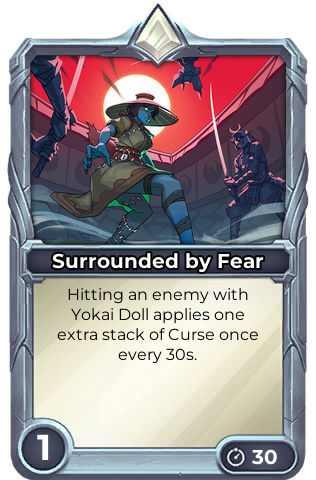 Surrounded by Fear
Hitting an enemy with
Yokai Doll applies one
extra stack of Curse once
every 30s.
1
30